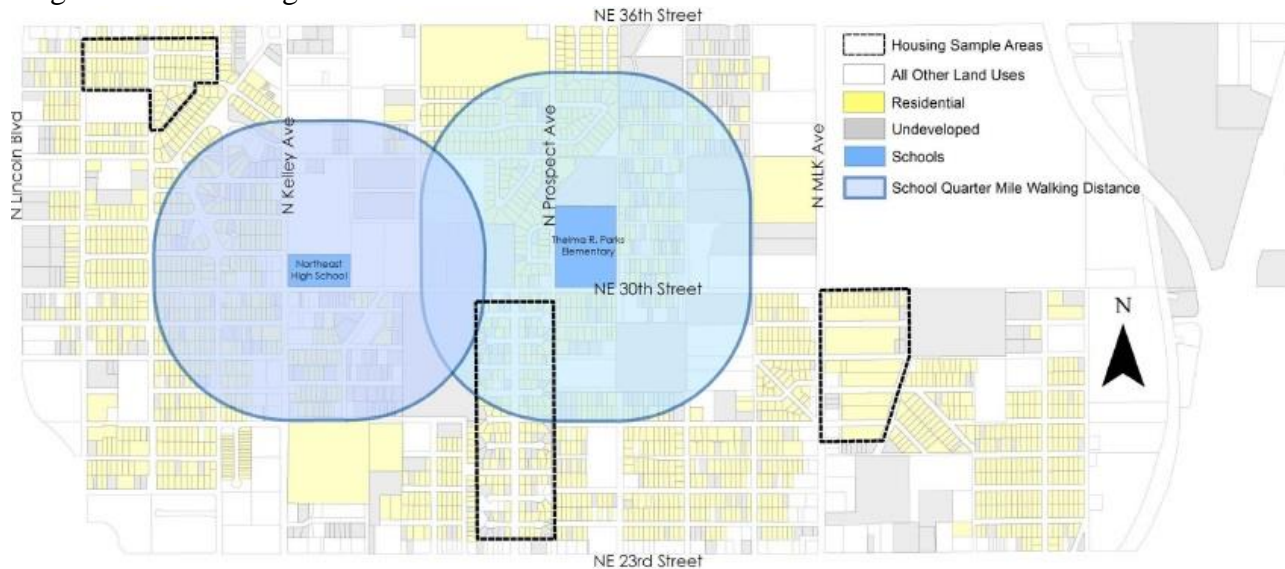 NE 36th Street
Housing Sample Areas
All Other Land Uses
Residential
Undeveloped
Schools
School Quarter Mile Walking Distance
N Lincoln Blvd
N Kelley Ave
N Prospect Ave
N MLK Ave
Northeast
High School
Thelma R. Parks
Elementary
NE 30th Street
N
NE 23rd Street